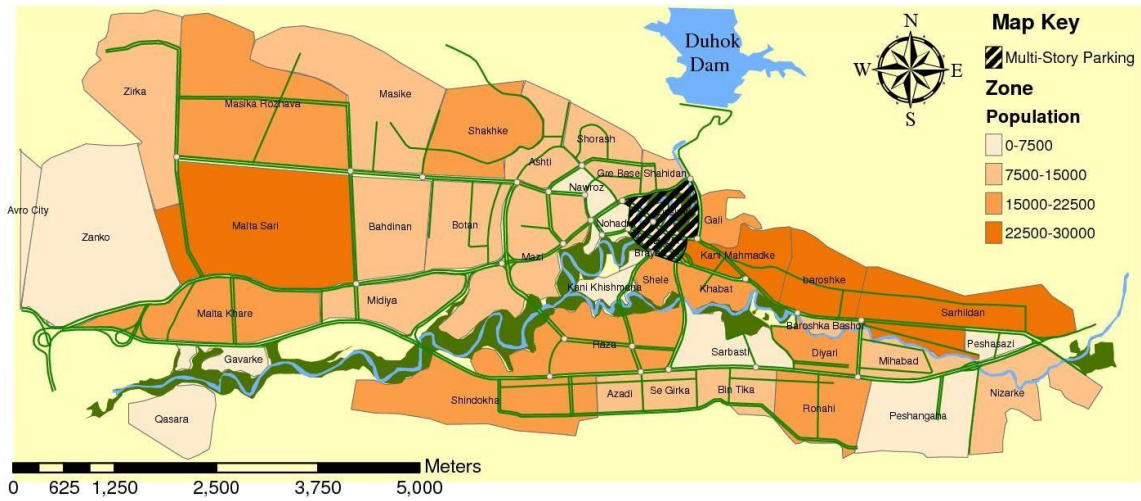 Duhok
Dam
N
W
E
S
Map Key
Multi-Story Parking
Zone
Population
0-7500
7500-15000
15000-22500
22500-30000
Zirka
Masika Rozhava
Masike
Shakhke
Shorash
Ashti
Gre Base
Shahidan
Nawroz
Avro City
Zanko
Malta Sari
Bahdinan
Botan
Nohadra
Gali
Mazi
Kani Mahmadke
Kani Khishmana
Shele
Khabat
baroshke
Midiya
Malta Khare
Sarhildan
Baroshka Bashor
Raza
Sarbasti
Diyari
Peshasazi
Mihabad
Gavarke
Shindokha
Azadi
Se Girka
Bin Tika
Ronahi
Peshangaha
Nizarke
Qasara
Meters
0 625 1,250 2,500 3,750 5,000